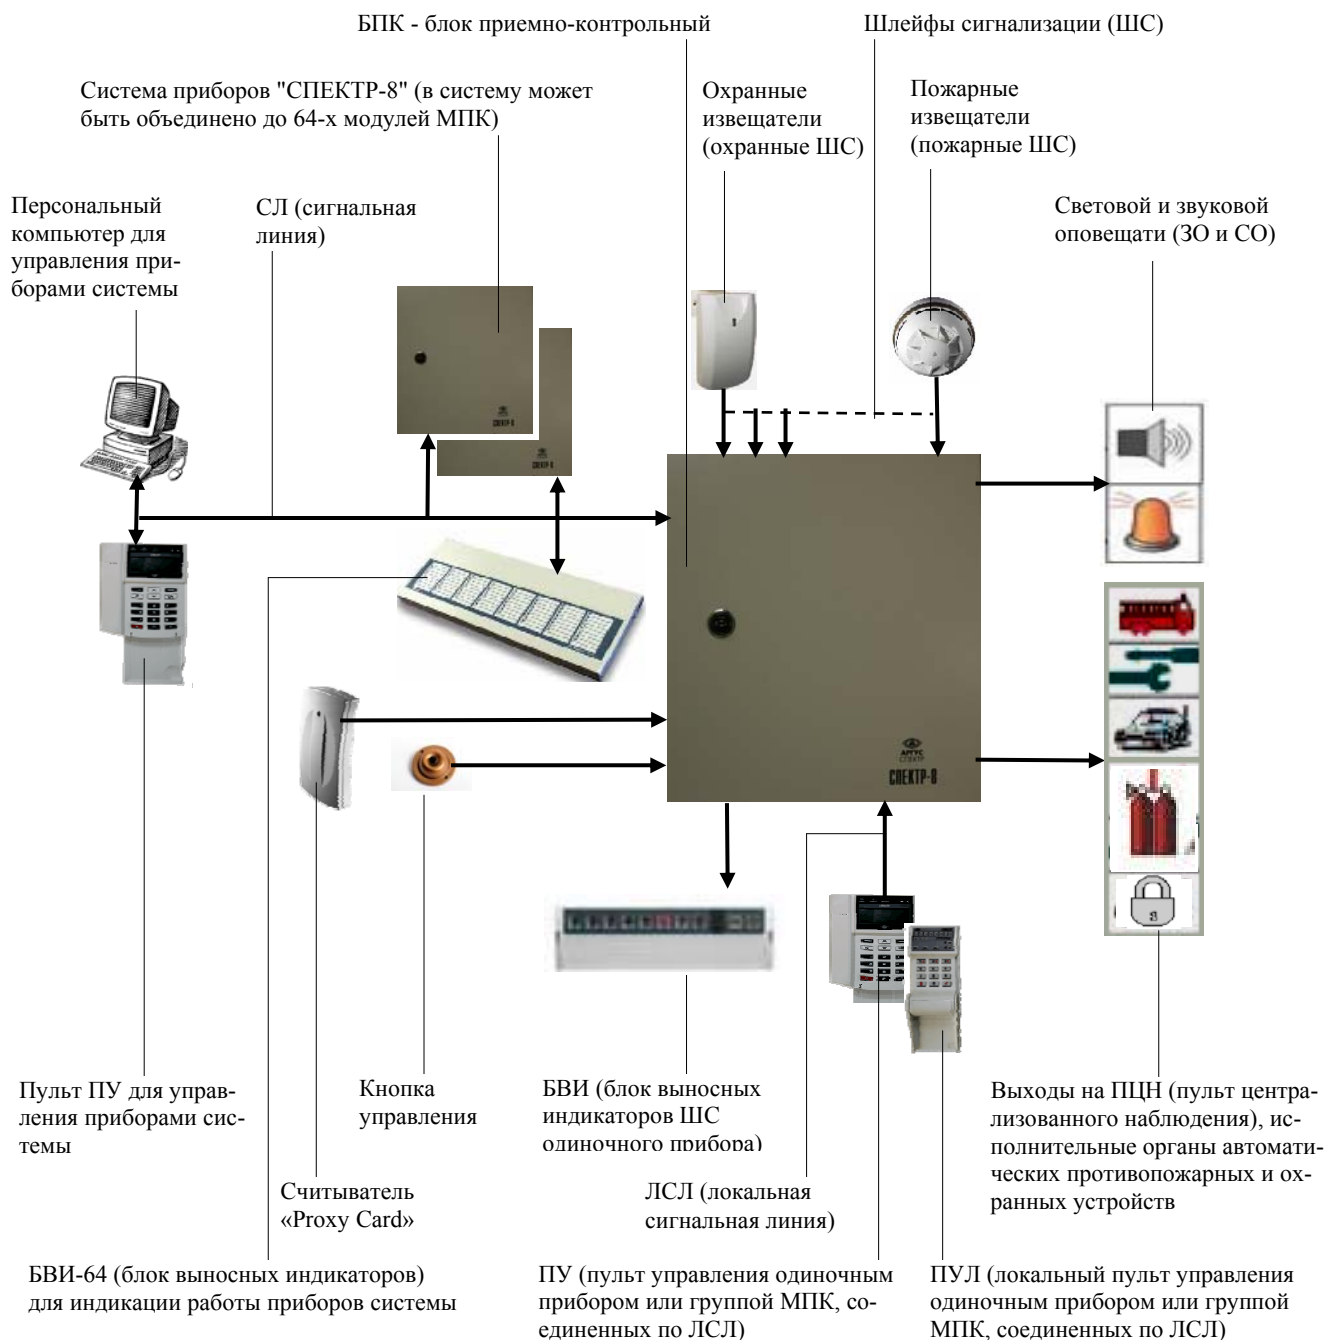 БПК - блок приемно-контрольный
Шлейфы сигнализации (ШС)
Система приборов "СПЕКТР-8" (в систему может
быть объединено до 64-х модулей МПК)
Охранные
извещатели
(охранные ШС)
Пожарные
извещатели
(пожарные ШС)
Персональный
компьютер для
управления при-
борами системы
СЛ (сигнальная
линия)
Световой и звуковой
оповещати (ЗО и СО)
СПЕКТР-8
СПЕКТР-8
АРГУС
СПЕКТР
СПЕКТР-8
Пульт ПУ для управ-
ления приборами сис-
темы
Кнопка
управления
БВИ (блок выносных
индикаторов ШС
одиночного прибора)
Выходы на ПЦН (пульт центра-
лизованного наблюдения), ис-
полнительные органы автомати-
ческих противопожарных и ох-
ранных устройств
Считыватель
«Proxy Card»
ЛСЛ (локальная
сигнальная линия)
БВИ-64 (блок выносных индикаторов)
для индикации работы приборов системы
ПУ (пульт управления одиночным
прибором или группой МПК, со-
единенных по ЛСЛ)
ПУЛ (локальный пульт управления
одиночным прибором или группой
МПК, соединенных по ЛСЛ)